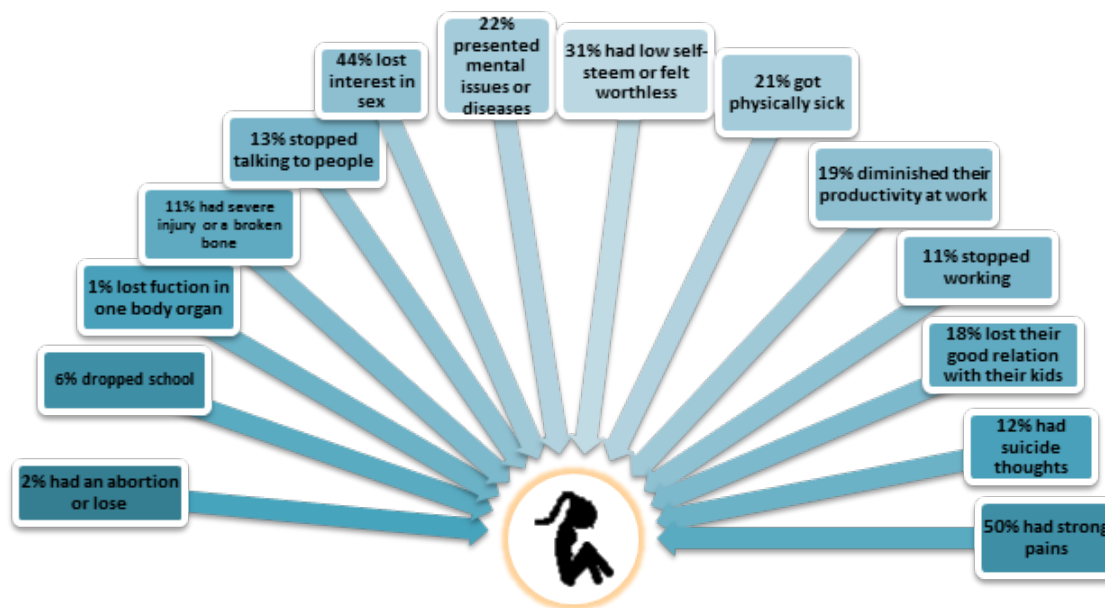 22%
presented
mental
issues or
diseases
31% had low self-
steem or felt
worthless
44% lost
interest in
sex
21% got
physically sick
13% stopped
talking to people
19% diminished their
productivity at work
11% had severe
injury or a broken
bone
11% stopped
working
1% lost fuction in
one body organ
18% lost their
good relation
with their kids
6% dropped school
12% had
suicide
thoughts
2% had an abortion
or lose
50% had strong
pains